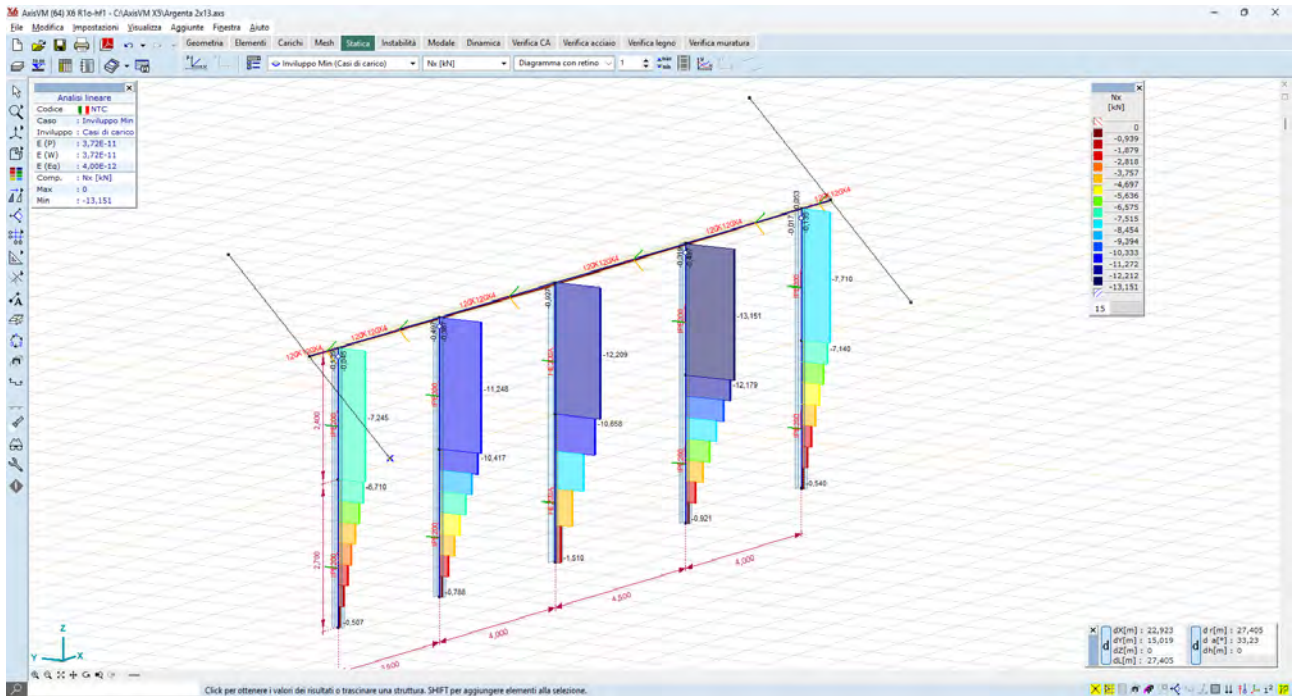 AxisVM (64) X6 R1o-hf1 - C:\AxisVM X5\Argenta 2x13.axs
File Modifica Impostazioni Visualizza Aggiunte Finestra Aiuto
Geometria Elementi Carichi Mesh Statica Instabilità Modale Dinamica Verifica CA Verifica acciaio Verifica legno Verifica muratura
Inviluppo Min (Casi di carico) Nx [kN] Diagramma con retino 1
Analisi lineare
Codice NTC
Caso : Inviluppo Min
Inviluppo : Casi di carico
E (P) : 3,72E-11
E (W) : 3,72E-11
E (Eq) : 4,00E-12
Comp. : Nx [kN]
Max : 0
Min : -13,151
Nx
[kN]
0
-0,939
-1,879
-2,818
-3,757
-4,697
-5,636
-6,575
-7,515
-8,454
-9,394
-10,333
-11,272
-12,212
-13,151
15
120X120X4
120X120X4
120X120X4
120X120X4
120X120X4
120X120X4
-0,017
-0,053
-7,710
-13,151
-7,140
-12,209
-12,179
-11,248
-7,245
-10,658
-10,417
-6,710
-0,540
-0,921
-1,510
-0,788
-0,507
2,400
2,700
4,000
4,500
4,000
3,500
Z
Y
X
d
dX[m] : 22,923
dY[m] : 15,019
dZ[m] : 0
dL[m] : 27,405
d
d r[m] : 27,405
d a[°] : 33,23
dh[m] : 0
Click per ottenere i valori dei risultati o trascinare una struttura. SHIFT per aggiungere elementi alla selezione.